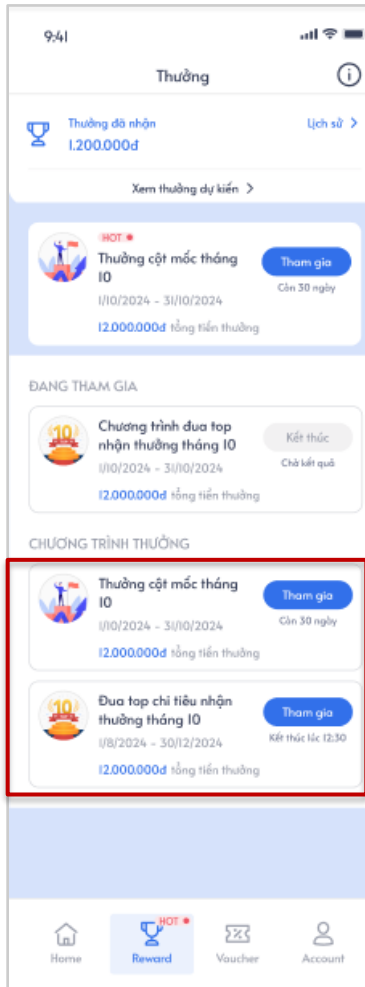 9:41
Thưởng
Thưởng đã nhận
Lịch sử >
1.200.000đ
Xem thưởng dự kiến >
HOT
Thưởng cột mốc tháng
10
Tham gia
Còn 30 ngày
1/10/2024 - 31/10/2024
12.000.000đ tổng tiền thưởng
ĐANG THAM GIA
Chương trình đua top
nhận thưởng tháng 10
Kết thúc
Chờ kết quả
1/10/2024 - 31/10/2024
12.000.000đ tổng tiền thưởng
CHƯƠNG TRÌNH THƯỞNG
Thưởng cột mốc tháng
10
Tham gia
Còn 30 ngày
1/10/2024 - 31/10/2024
12.000.000đ tổng tiền thưởng
Đua top chi tiêu nhận
thưởng tháng 10
Tham gia
Kết thúc lúc 12:30
1/8/2024 - 30/12/2024
12.000.000đ tổng tiền thưởng
HOT
Home
Reward
Voucher
Account